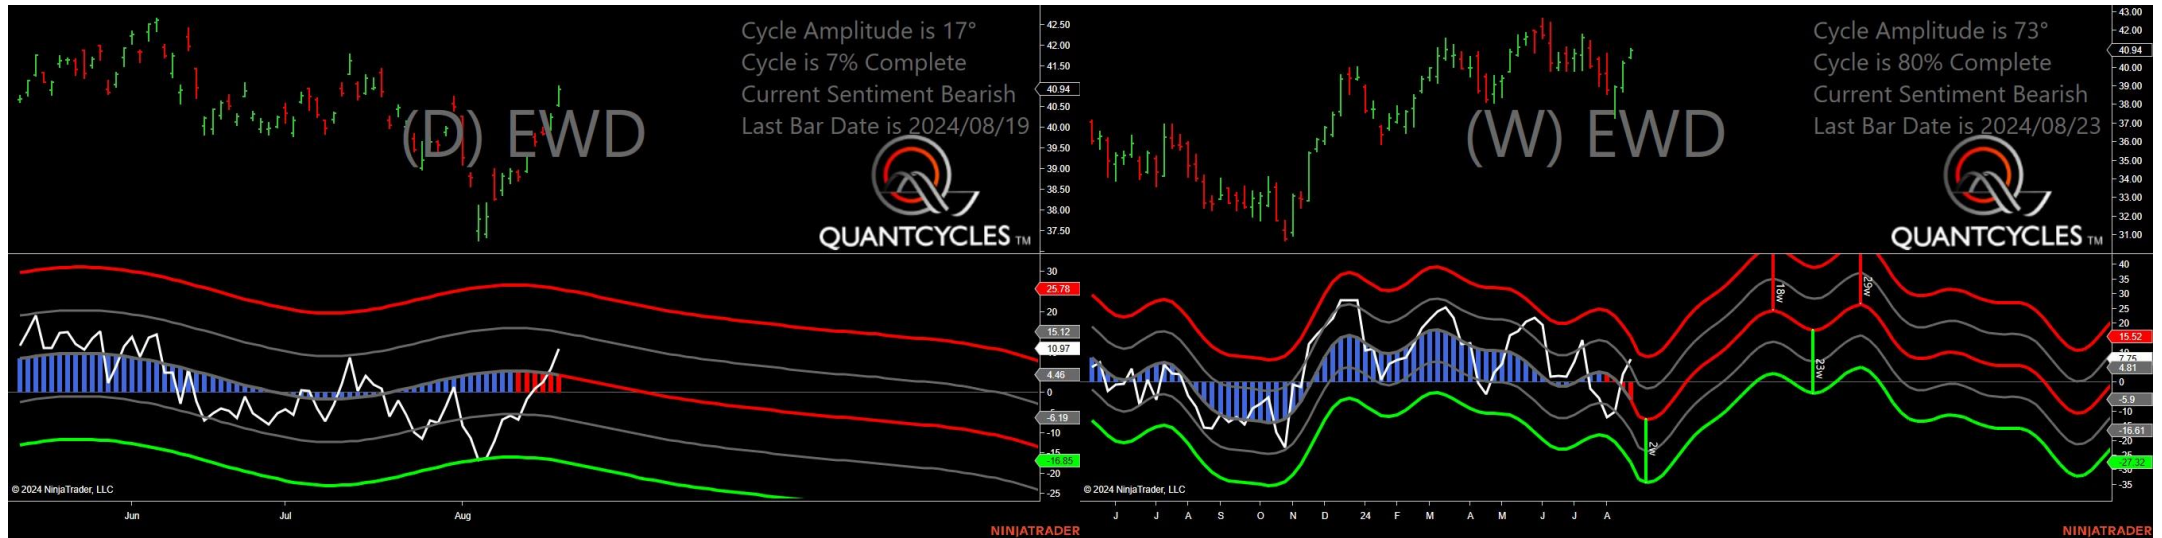 Cycle Amplitude is 17°
Cycle is 7% Complete
Current Sentiment Bearish
Last Bar Date is 2024/08/19
(D) EWD
QUANTCYCLES TM
42.50
42.00
41.50
40.94
40.50
40.00
39.50
39.00
38.50
38.00
37.50
30
25.78
20
15.12
10.97
4.46
0
-6.19
-10
-15
-16.85
-20
-25
© 2024 NinjaTrader, LLC
Jun
Jul
Aug
NINJATRADER
Cycle Amplitude is 73°
Cycle is 80% Complete
Current Sentiment Bearish
Last Bar Date is 2024/08/23
(W) EWD
QUANTCYCLES TM
43.00
42.00
40.94
40.00
39.00
38.00
37.00
36.00
35.00
34.00
33.00
32.00
31.00
18w
29w
23w
2w
40
35
30
25
20
15.52
7.75
4.81
0
-5.9
-10
-16.61
-20
-27.32
-35
© 2024 NinjaTrader, LLC
J
J
A
S
O
N
D
24
F
M
A
M
J
J
A
NINJATRADER